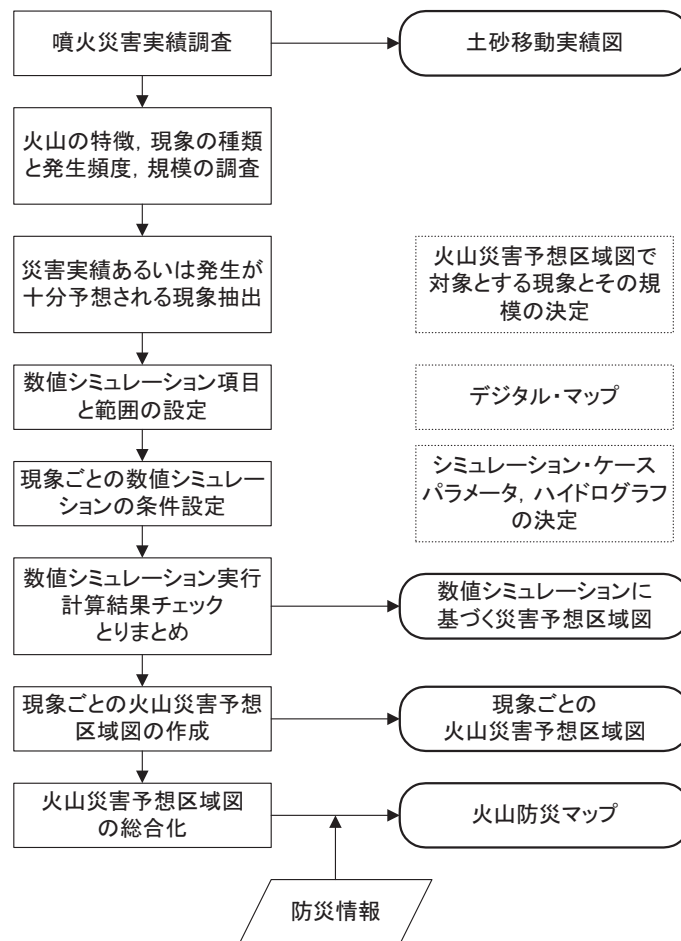 噴火災害実績調査
土砂移動実績図
火山の特徴，現象の種類
と発生頻度，規模の調査
災害実績あるいは発生が
十分予想される現象抽出
火山災害予想区域図で
対象とする現象とその規
模の決定
数値シミュレーション項目
と範囲の設定
デジタル・マップ
現象ごとの数値シミュレー
ションの条件設定
シミュレーション・ケース
パラメータ，ハイドログラフ
の決定
数値シミュレーション実行
計算結果チェック
とりまとめ
数値シミュレーションに
基づく災害予想区域図
現象ごとの火山災害予想
区域図の作成
現象ごとの
火山災害予想区域図
火山災害予想区域図
の総合化
火山防災マップ
防災情報